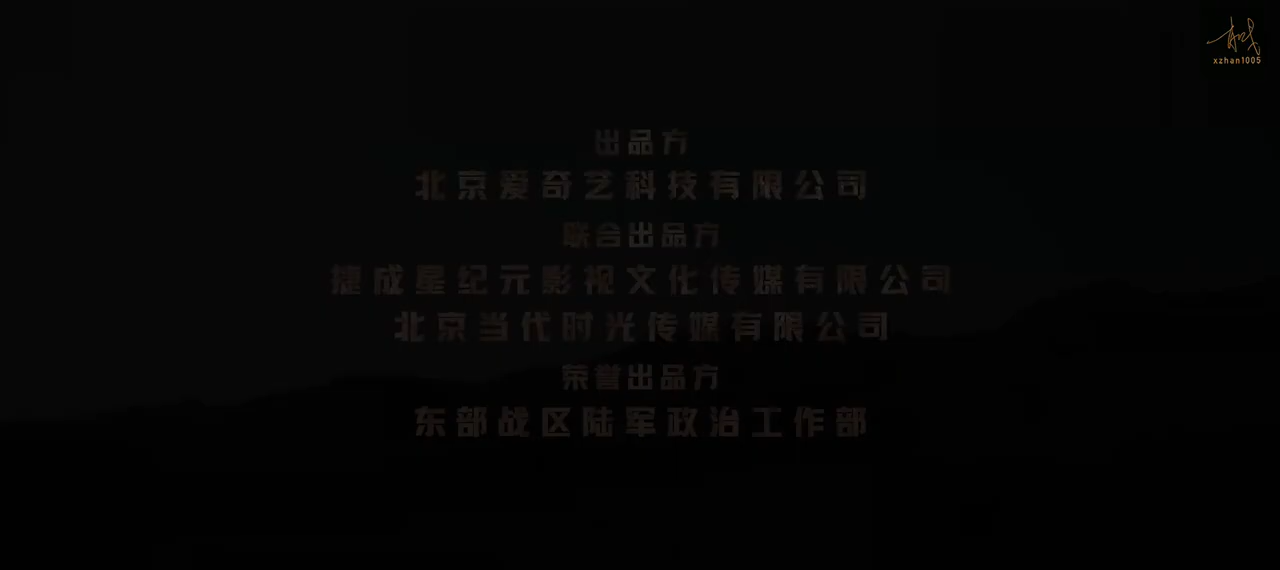 xzhan1005
出品方
北京爱奇艺科技有限公司
联合出品方
捷成星纪元影视文化传媒有限公司
北京当代时光传媒有限公司
荣誉出品方
东部战区陆军政治工作部